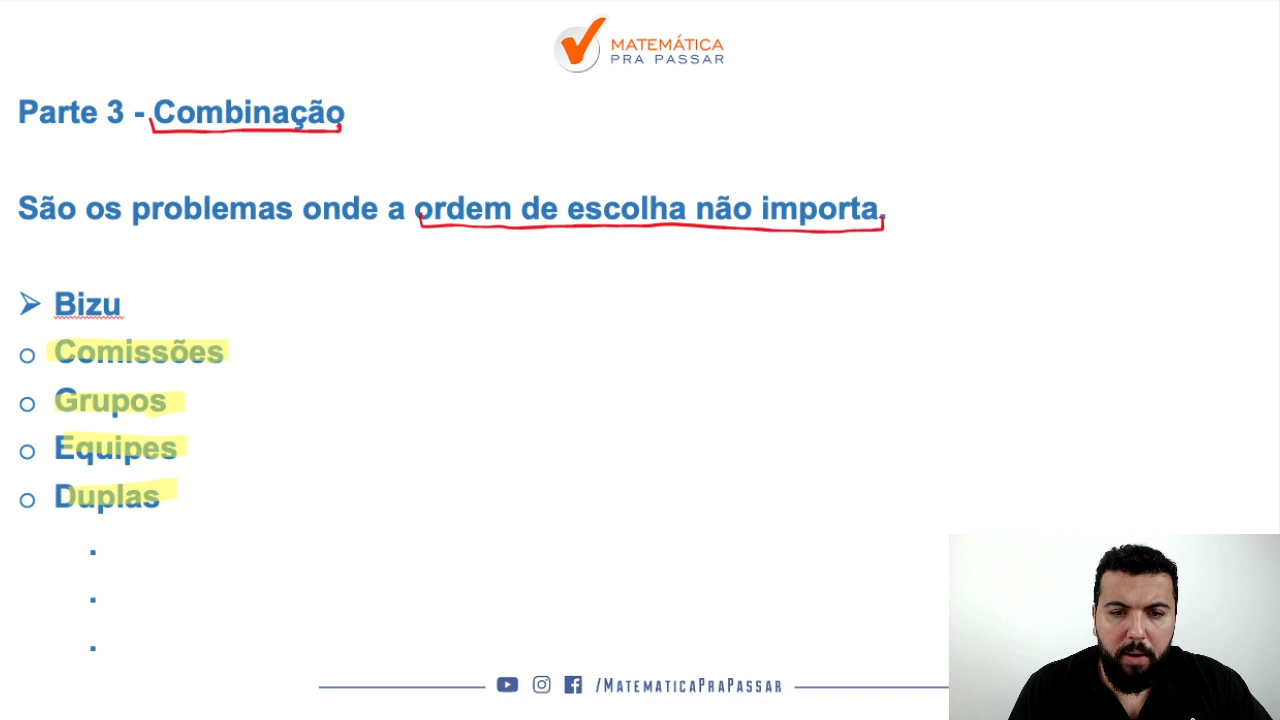 MATEMÁTICA
PRA PASSAR
Parte 3 - Combinação
São os problemas onde a ordem de escolha não importa.
Bizu
Comissões
Grupos
Equipes
Duplas
.
.
.
/MATEMATICAPRAPASSAR